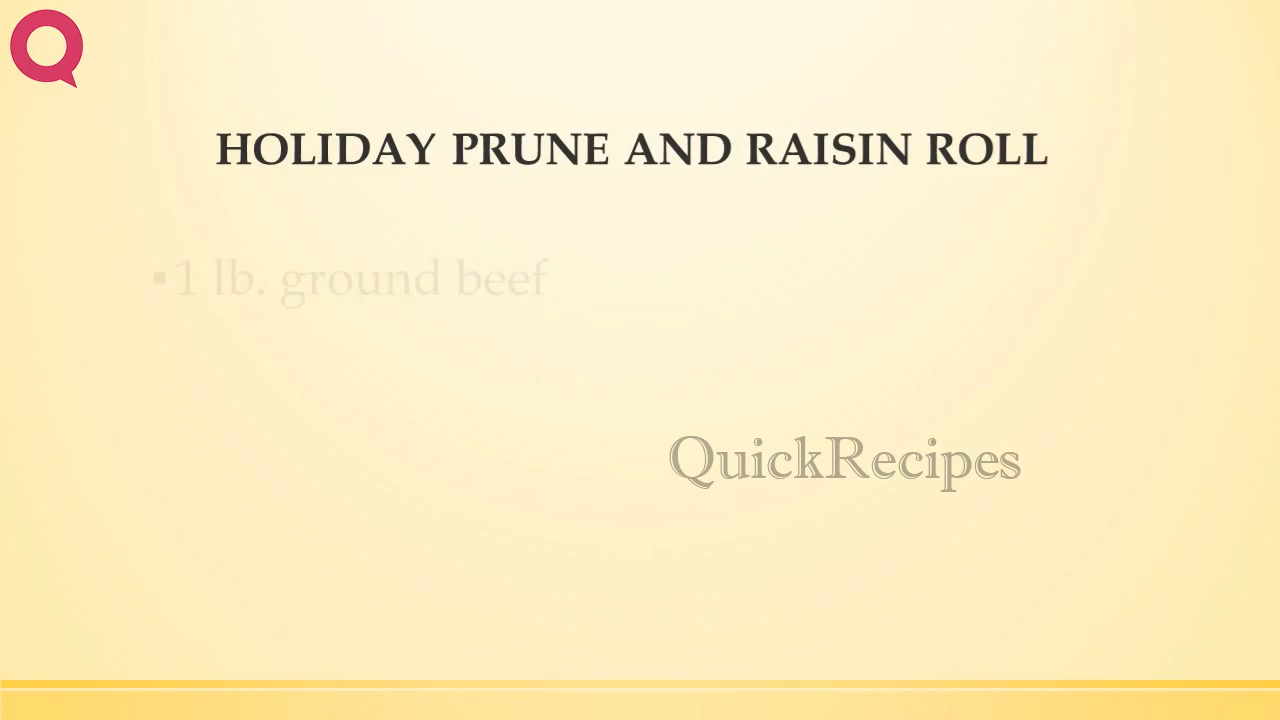 HOLIDAY PRUNE AND RAISIN ROLL
▪1 lb. ground beef
QuickRecipes